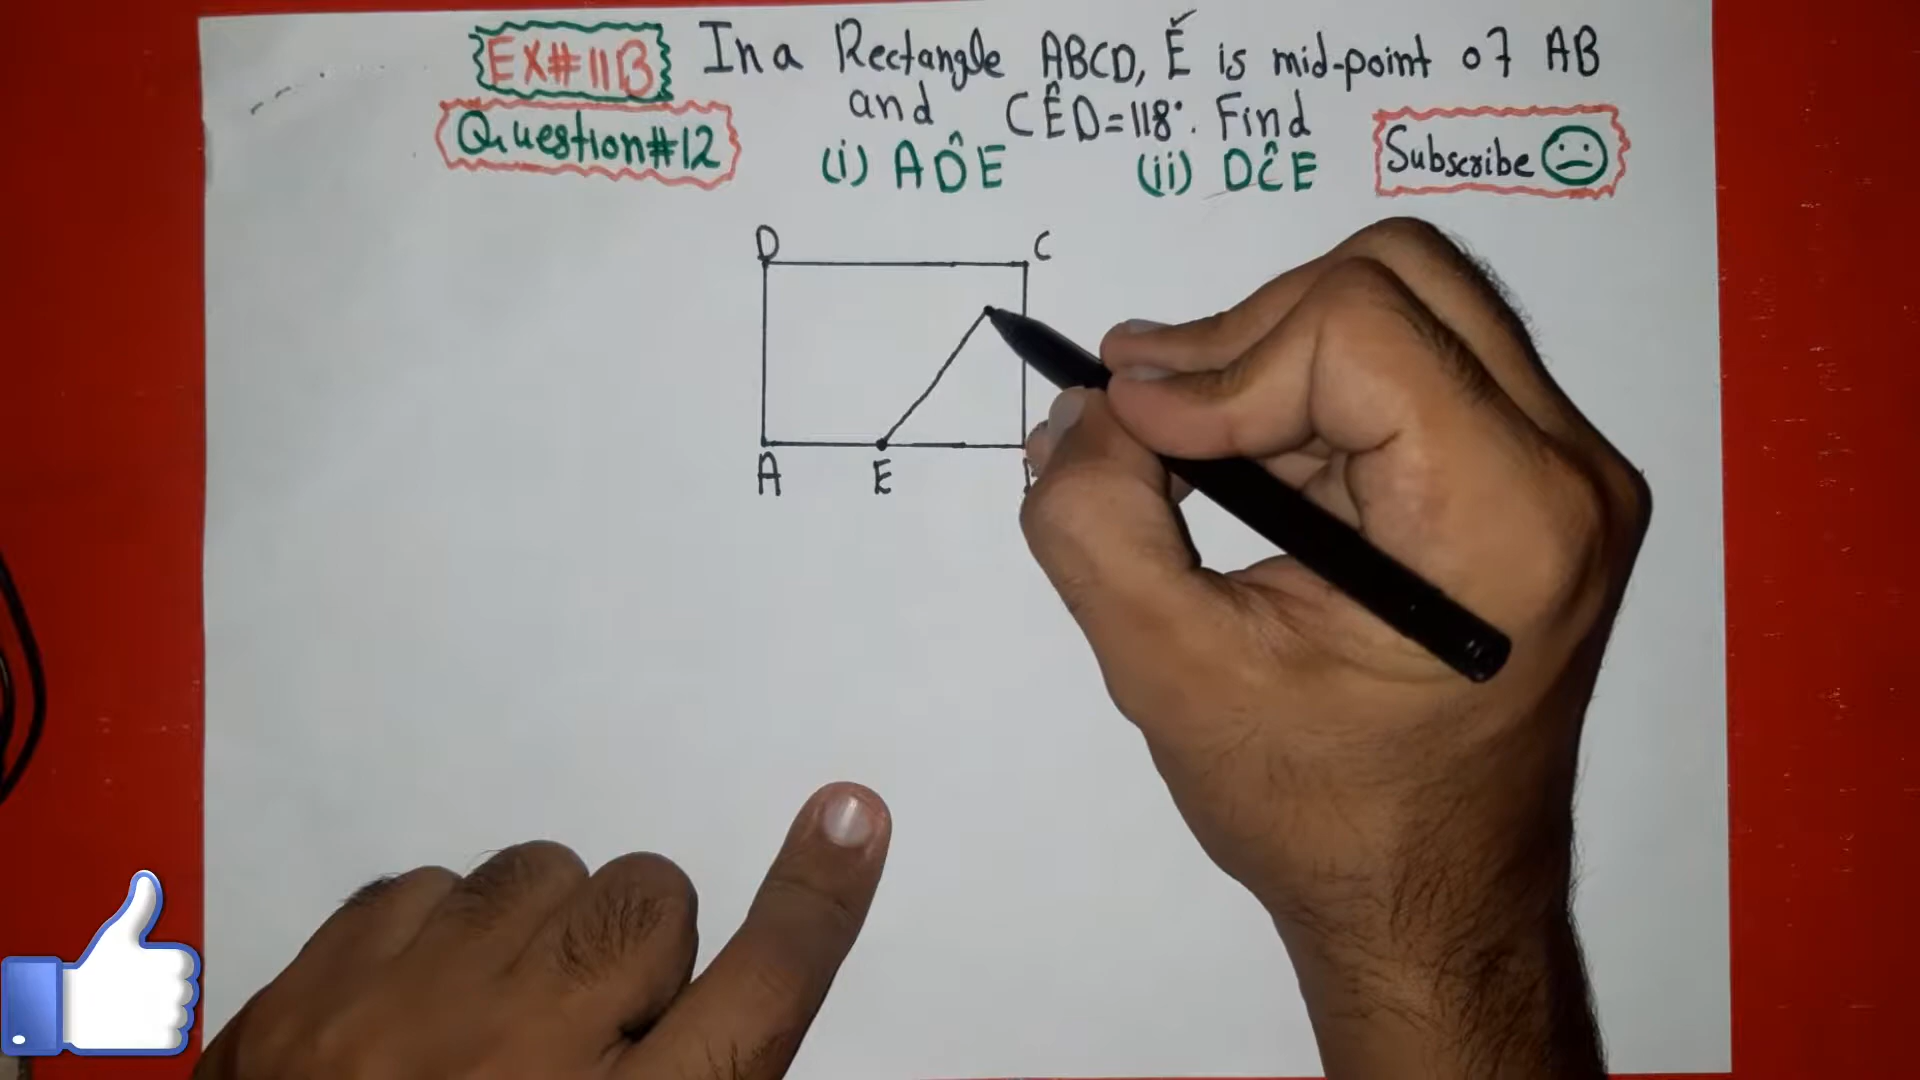 EX#11B
Question#12
In a Rectangle ABCD, E is mid-point of AB
and CÊD=118°. Find
(i) AD̂E (ii) DĈE
Subscribe
D C
A E